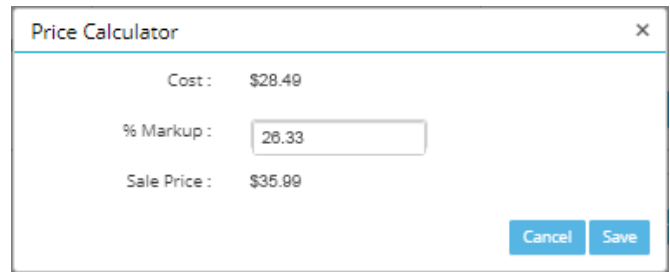 Price Calculator ×
Cost : $28.49
% Markup : 26.33
Sale Price : $35.99
Cancel Save